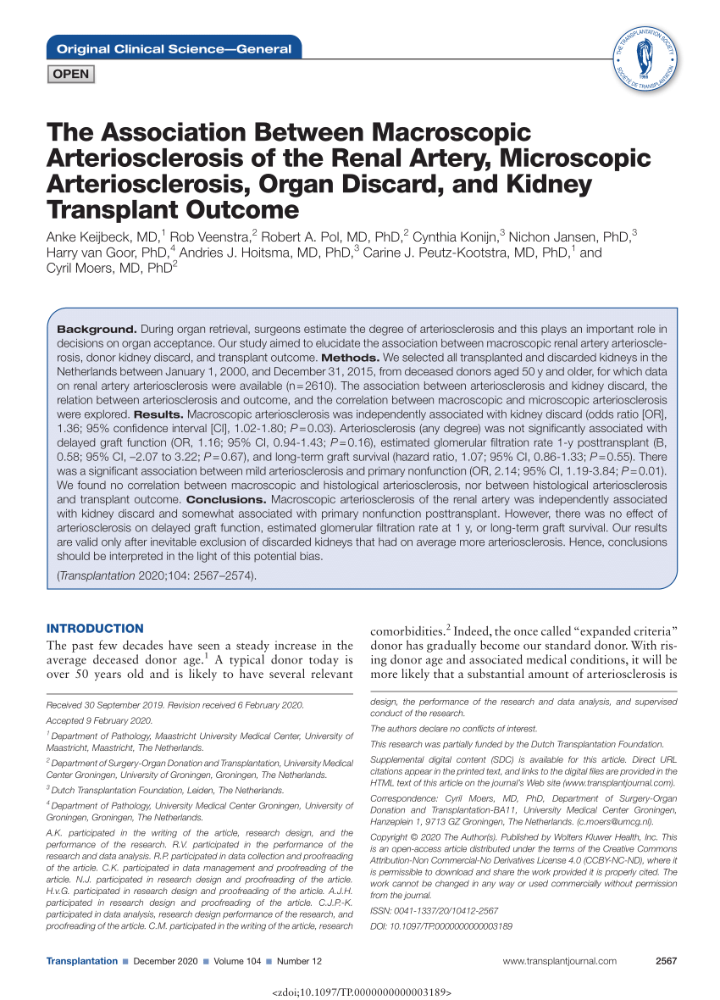 Original Clinical Science—General
OPEN
THE TRANSPLANTATION SOCIETY
1966
SOCIÉTÉ DE TRANSPLANTATION
The Association Between Macroscopic
Arteriosclerosis of the Renal Artery, Microscopic
Arteriosclerosis, Organ Discard, and Kidney
Transplant Outcome
Anke Keijbeck, MD,1 Rob Veenstra,2 Robert A. Pol, MD, PhD,2 Cynthia Konijn,3 Nichon Jansen, PhD,3
Harry van Goor, PhD,4 Andries J. Hoitsma, MD, PhD,3 Carine J. Peutz-Kootstra, MD, PhD,1 and
Cyril Moers, MD, PhD2
Background. During organ retrieval, surgeons estimate the degree of arteriosclerosis and this plays an important role in
decisions on organ acceptance. Our study aimed to elucidate the association between macroscopic renal artery arterioscle-
rosis, donor kidney discard, and transplant outcome. Methods. We selected all transplanted and discarded kidneys in the
Netherlands between January 1, 2000, and December 31, 2015, from deceased donors aged 50 y and older, for which data
on renal artery arteriosclerosis were available (n = 2610). The association between arteriosclerosis and kidney discard, the
relation between arteriosclerosis and outcome, and the correlation between macroscopic and microscopic arteriosclerosis
were explored. Results. Macroscopic arteriosclerosis was independently associated with kidney discard (odds ratio [OR],
1.36; 95% confidence interval [CI], 1.02-1.80; P = 0.03). Arteriosclerosis (any degree) was not significantly associated with
delayed graft function (OR, 1.16; 95% CI, 0.94-1.43; P = 0.16), estimated glomerular filtration rate 1-y posttransplant (B,
0.58; 95% CI, –2.07 to 3.22; P = 0.67), and long-term graft survival (hazard ratio, 1.07; 95% CI, 0.86-1.33; P = 0.55). There
was a significant association between mild arteriosclerosis and primary nonfunction (OR, 2.14; 95% CI, 1.19-3.84; P = 0.01).
We found no correlation between macroscopic and histological arteriosclerosis, nor between histological arteriosclerosis
and transplant outcome. Conclusions. Macroscopic arteriosclerosis of the renal artery was independently associated
with kidney discard and somewhat associated with primary nonfunction posttransplant. However, there was no effect of
arteriosclerosis on delayed graft function, estimated glomerular filtration rate at 1 y, or long-term graft survival. Our results
are valid only after inevitable exclusion of discarded kidneys that had on average more arteriosclerosis. Hence, conclusions
should be interpreted in the light of this potential bias.
(Transplantation 2020;104: 2567–2574).
INTRODUCTION
The past few decades have seen a steady increase in the
average deceased donor age.1 A typical donor today is
over 50 years old and is likely to have several relevant
comorbidities.2 Indeed, the once called “expanded criteria”
donor has gradually become our standard donor. With ris-
ing donor age and associated medical conditions, it will be
more likely that a substantial amount of arteriosclerosis is
Received 30 September 2019. Revision received 6 February 2020.
Accepted 9 February 2020.
1 Department of Pathology, Maastricht University Medical Center, University of
Maastricht, Maastricht, The Netherlands.
2 Department of Surgery-Organ Donation and Transplantation, University Medical
Center Groningen, University of Groningen, Groningen, The Netherlands.
3 Dutch Transplantation Foundation, Leiden, The Netherlands.
4 Department of Pathology, University Medical Center Groningen, University of
Groningen, Groningen, The Netherlands.
A.K. participated in the writing of the article, research design, and the
performance of the research. R.V. participated in the performance of the
research and data analysis. R.P. participated in data collection and proofreading
of the article. C.K. participated in data management and proofreading of the
article. N.J. participated in research design and proofreading of the article.
H.v.G. participated in research design and proofreading of the article. A.J.H.
participated in research design and proofreading of the article. C.J.P.-K.
participated in data analysis, research design performance of the research, and
proofreading of the article. C.M. participated in the writing of the article, research
design, the performance of the research and data analysis, and supervised
conduct of the research.
The authors declare no conflicts of interest.
This research was partially funded by the Dutch Transplantation Foundation.
Supplemental digital content (SDC) is available for this article. Direct URL
citations appear in the printed text, and links to the digital files are provided in the
HTML text of this article on the journal’s Web site (www.transplantjournal.com).
Correspondence: Cyril Moers, MD, PhD, Department of Surgery-Organ
Donation and Transplantation-BA11, University Medical Center Groningen,
Hanzeplein 1, 9713 GZ Groningen, The Netherlands. (c.moers@umcg.nl).
Copyright © 2020 The Author(s). Published by Wolters Kluwer Health, Inc. This
is an open-access article distributed under the terms of the Creative Commons
Attribution-Non Commercial-No Derivatives License 4.0 (CCBY-NC-ND), where it
is permissible to download and share the work provided it is properly cited. The
work cannot be changed in any way or used commercially without permission
from the journal.
ISSN: 0041-1337/20/10412-2567
DOI: 10.1097/TP.0000000000003189
Transplantation ■ December 2020 ■ Volume 104 ■ Number 12
www.transplantjournal.com
2567
<zdoi;10.1097/TP.0000000000003189>